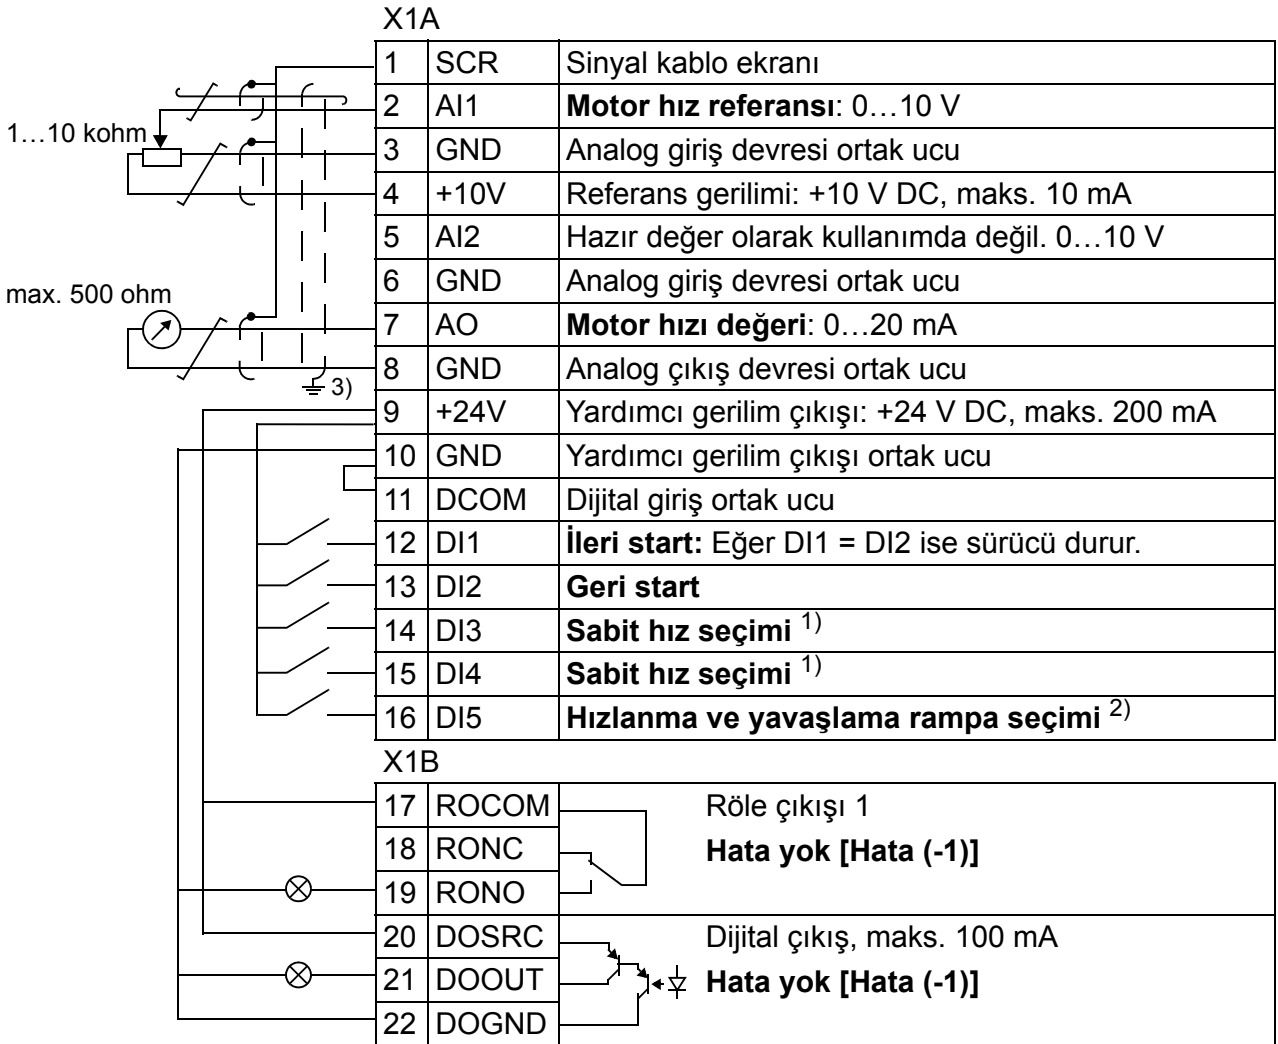 X1A
1 SCR Sinyal kablo ekranı
2 AI1 Motor hız referansı: 0…10 V
1…10 kohm
3 GND Analog giriş devresi ortak ucu
4 +10V Referans gerilimi: +10 V DC, maks. 10 mA
5 AI2 Hazır değer olarak kullanımda değil. 0…10 V
6 GND Analog giriş devresi ortak ucu
max. 500 ohm
7 AO Motor hızı değeri: 0…20 mA
8 GND Analog çıkış devresi ortak ucu
3)
9 +24V Yardımcı gerilim çıkışı: +24 V DC, maks. 200 mA
10 GND Yardımcı gerilim çıkışı ortak ucu
11 DCOM Dijital giriş ortak ucu
12 DI1 İleri start: Eğer DI1 = DI2 ise sürücü durur.
13 DI2 Geri start
14 DI3 Sabit hız seçimi 1)
15 DI4 Sabit hız seçimi 1)
16 DI5 Hızlanma ve yavaşlama rampa seçimi 2)
X1B
17 ROCOM Röle çıkışı 1
18 RONC Hata yok [Hata (-1)]
19 RONO
20 DOSRC Dijital çıkış, maks. 100 mA
21 DOOUT Hata yok [Hata (-1)]
22 DOGND